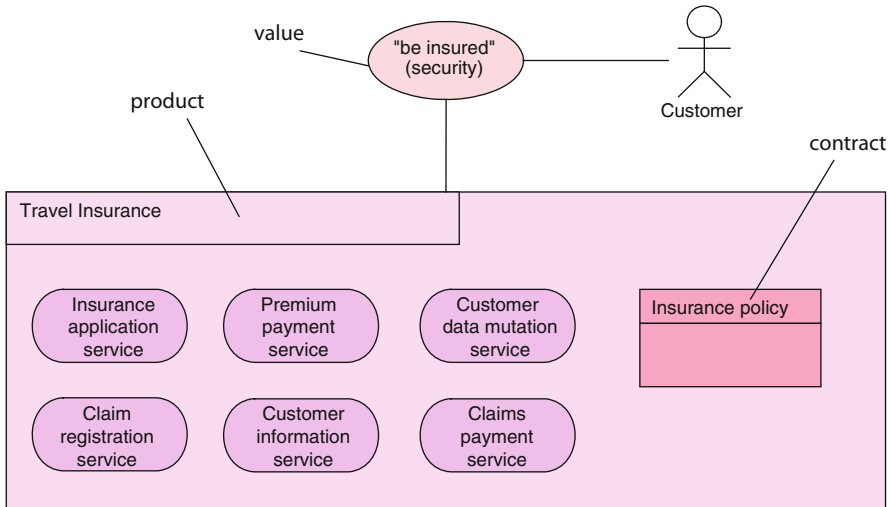 value
"be insured"
(security)
Customer
product
contract
Travel Insurance
Insurance
application
service
Premium
payment
service
Customer
data mutation
service
Insurance policy
Claim
registration
service
Customer
information
service
Claims
payment
service